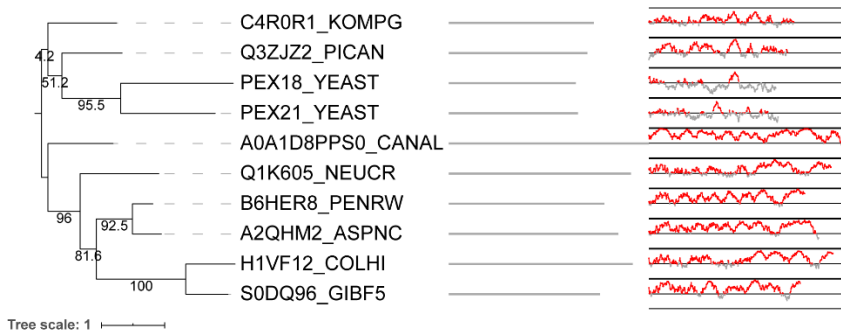 C4R0R1_KOMPG
4.2
Q3ZJZ2_PICAN
51.2
PEX18_YEAST
95.5
PEX21_YEAST
A0A1D8PPS0_CANAL
Q1K605_NEUCR
96
B6HER8_PENRW
92.5
A2QHM2_ASPNC
81.6
H1VF12_COLHI
100
S0DQ96_GIBF5
Tree scale: 1